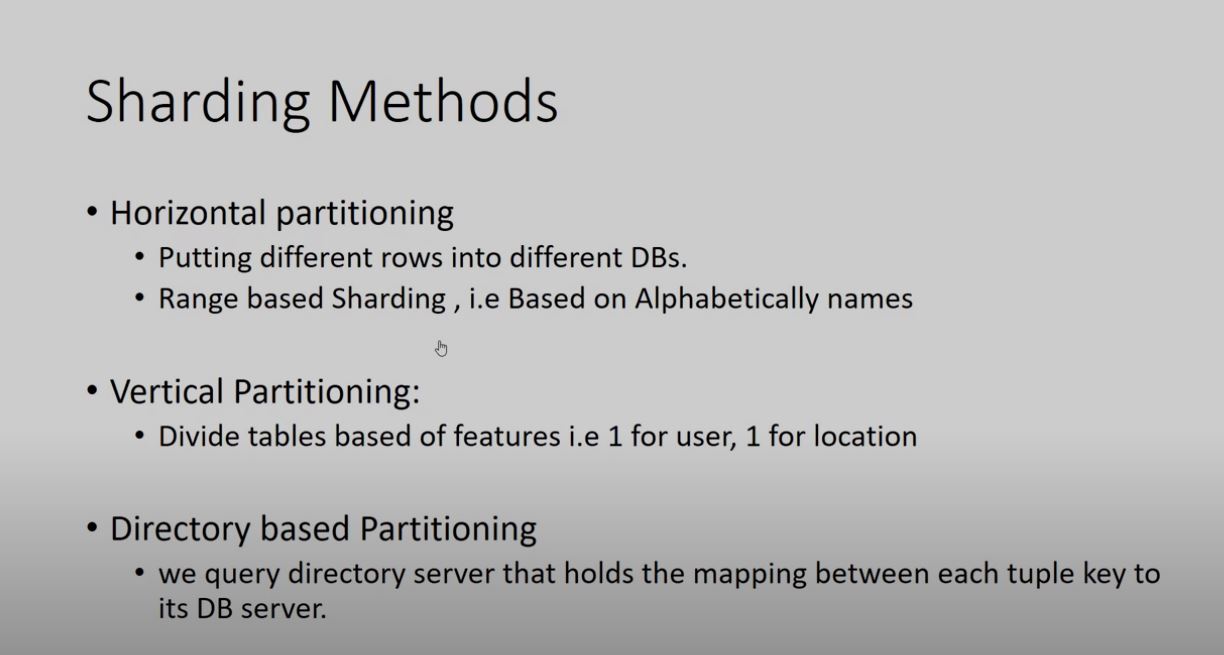 Sharding Methods
• Horizontal partitioning
• Putting different rows into different DBs.
• Range based Sharding , i.e Based on Alphabetically names
• Vertical Partitioning:
• Divide tables based of features i.e 1 for user, 1 for location
• Directory based Partitioning
• we query directory server that holds the mapping between each tuple key to
its DB server.